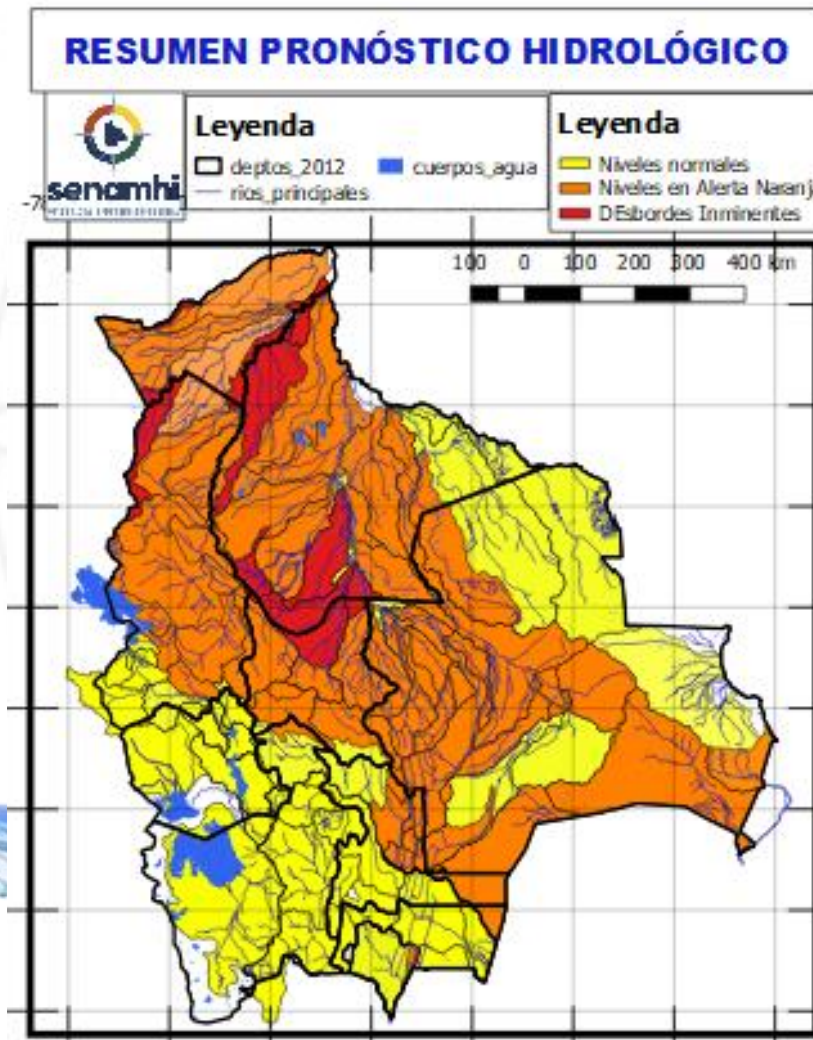 RESUMEN PRONÓSTICO HIDROLÓGICO
senamhi
Leyenda
deptos_2012
cuerpos_agua
rios_principales
Leyenda
Niveles normales
Niveles en Alerta Naranja
DEsbordes Inminentes
100 0 100 200 300 400 km